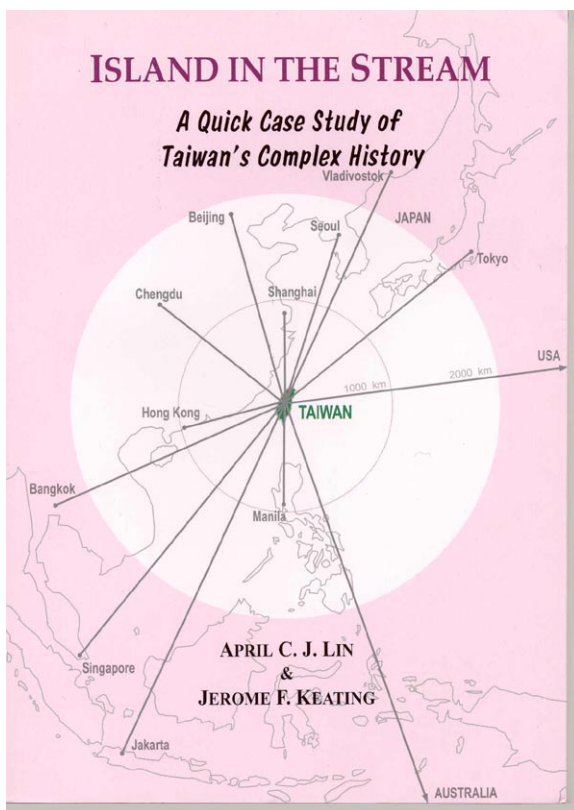 ISLAND IN THE STREAM
A Quick Case Study of
Taiwan's Complex History
Vladivostok
Beijing
Seoul
JAPAN
Tokyo
Chengdu
Shanghai
USA
1000 km
2000 km
Hong Kong
TAIWAN
Bangkok
Manila
APRIL C. J. LIN
&
JEROME F. KEATING
Singapore
Jakarta
AUSTRALIA